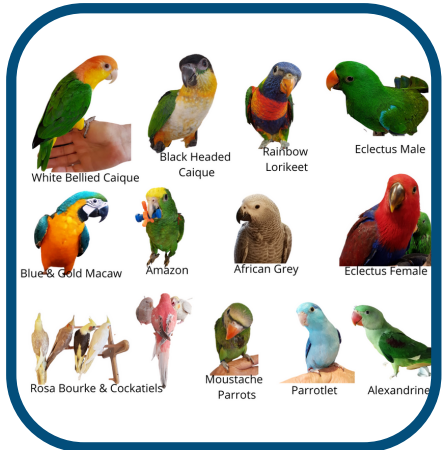 White Bellied Caique
Black Headed
Caique
Rainbow
Lorikeet
Eclectus Male
Blue & Gold Macaw
Amazon
African Grey
Eclectus Female
Rosa Bourke & Cockatiels
Moustache
Parrots
Parrotlet
Alexandrine